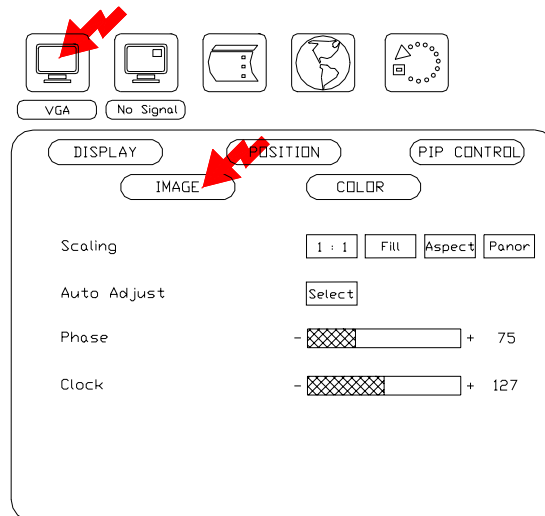 VGA No Signal
DISPLAY POSITION PIP CONTROL
IMAGE COLOR
Scaling 1 : 1 Fill Aspect Panor
Auto Adjust Select
Phase - + 75
Clock - + 127